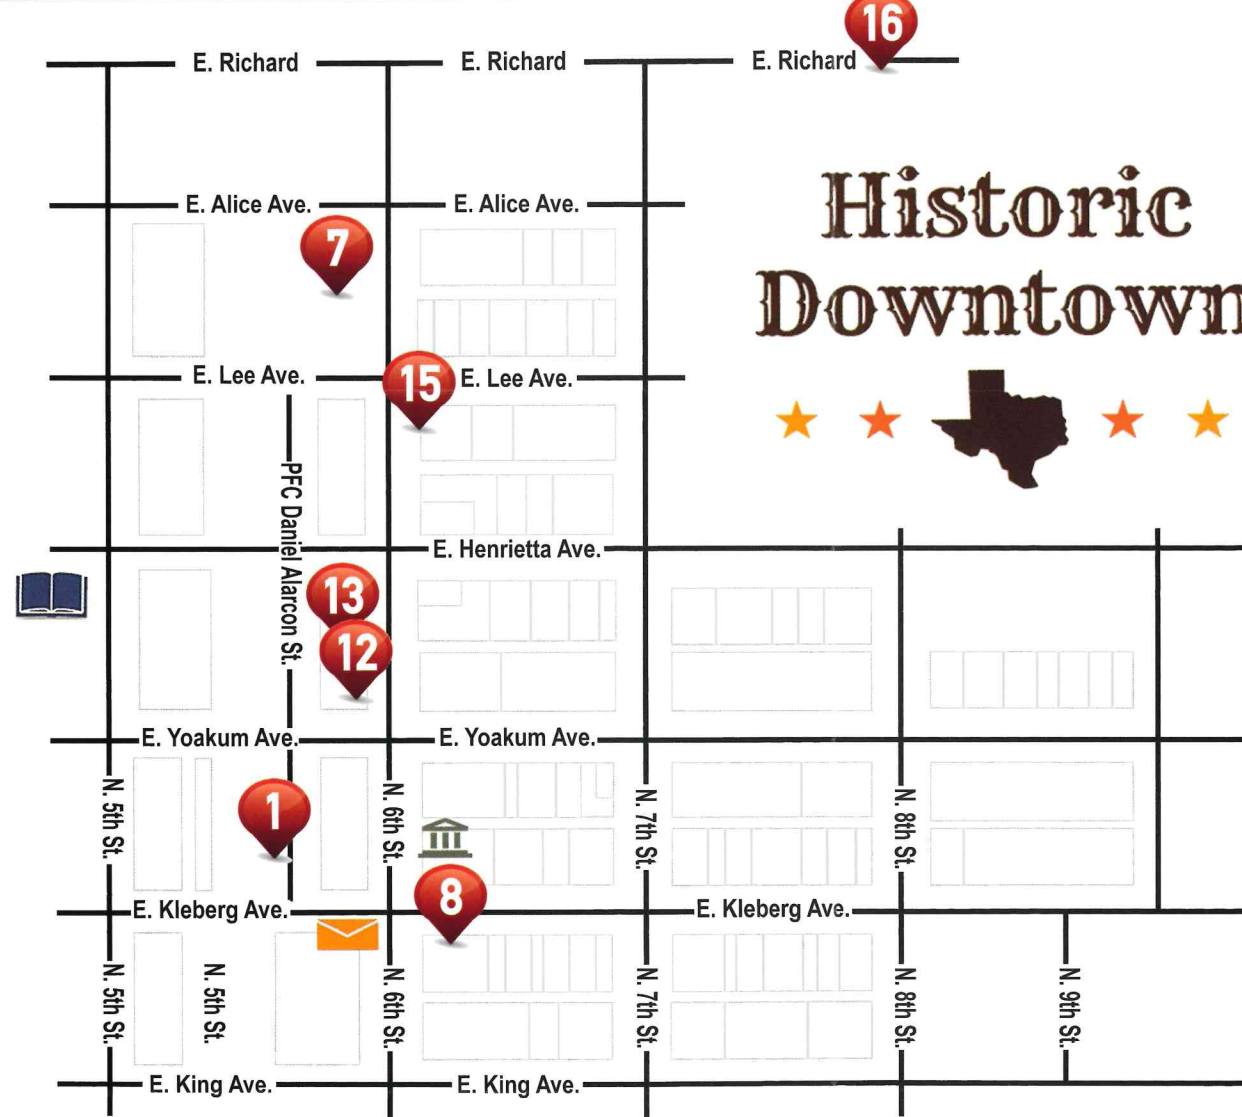 16
E. Richard
E. Richard
E. Richard
Historic
Downtown
E. Alice Ave.
E. Alice Ave.
7
E. Lee Ave.
15
E. Lee Ave.
PFC Daniel Alarcon St.
E. Henrietta Ave.
13
12
E. Yoakum Ave.
E. Yoakum Ave.
N. 5th St.
1
N. 6th St.
N. 7th St.
N. 8th St.
8
E. Kleberg Ave.
E. Kleberg Ave.
N. 5th St.
N. 5th St.
N. 6th St.
N. 7th St.
N. 8th St.
N. 9th St.
E. King Ave.
E. King Ave.